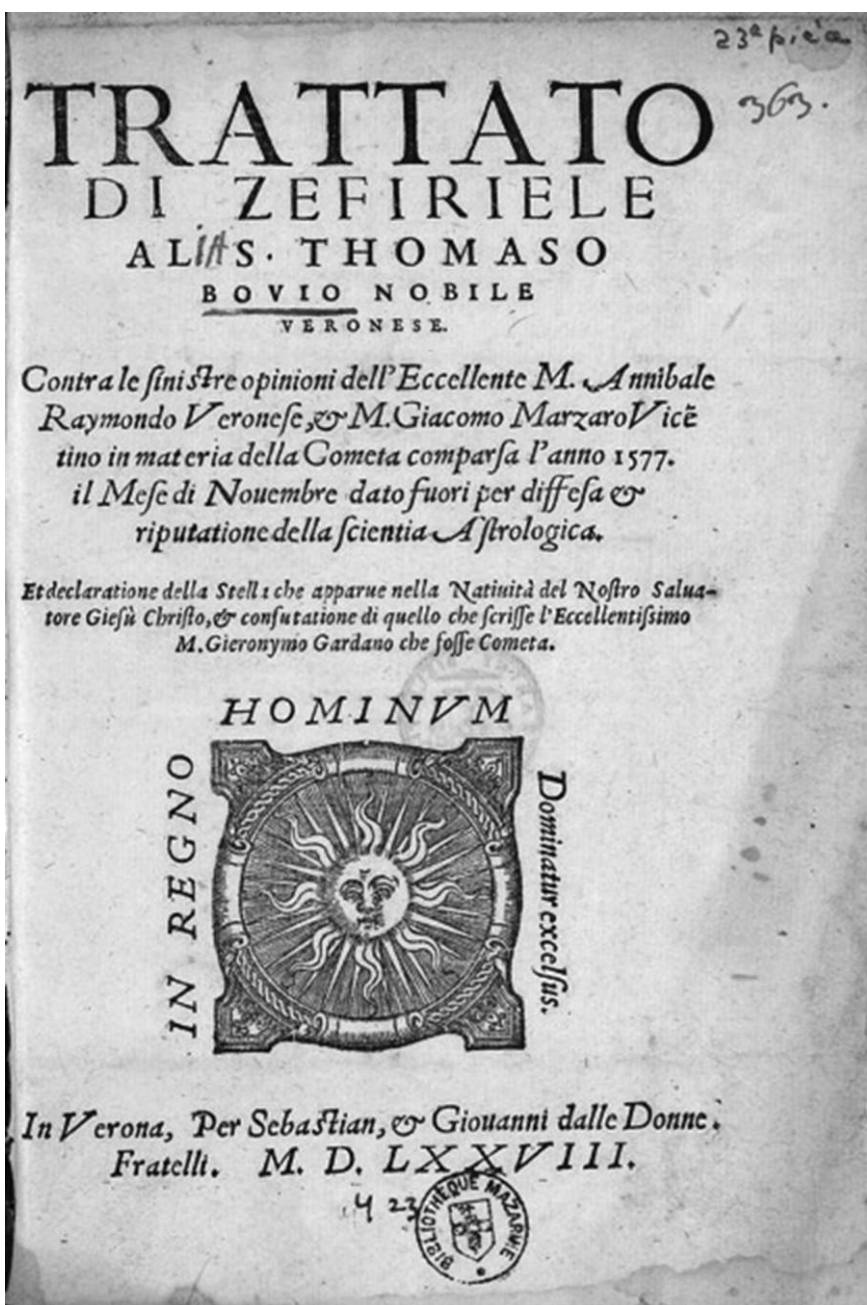 23ᵃ pièce
363.
TRATTATO
DI ZEFIRIELE
ALIAS. THOMASO
BOVIO NOBILE
VERONESE.
Contra le ſiniſtre opinioni dell'Eccellente M. Annibale
Raymondo Veroneſe, & M. Giacomo Marzaro Vicẽ
tino in materia della Cometa comparſa l'anno 1577.
il Meſe di Nouembre dato fuori per diffeſa &
riputatione della ſcientia Aſtrologica.
Et declaratione della Stella che apparue nella Natiuità del Noſtro Salua-
tore Gieſù Chriſto, & confutatione di quello che ſcriſſe l'Eccellentiſsimo
M. Gieronymo Gardano che foſſe Cometa.
HOMINVM
IN REGNO
Dominatur excelſus.
In Verona, Per Sebaſtian, & Giouanni dalle Donne.
Fratelli. M. D. LXXVIII.
4 23
BIBLIOTHEQUE MAZARINE